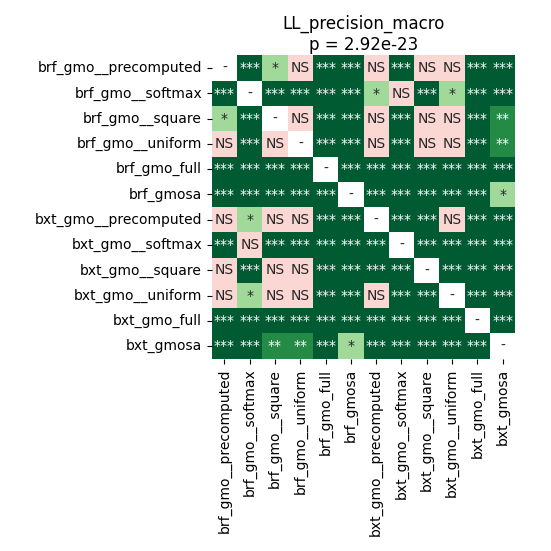 LL_precision_macro
p = 2.92e-23
brf_gmo__precomputed - *** * NS *** *** NS *** NS NS *** ***
brf_gmo__softmax *** - *** *** *** *** * NS *** * *** ***
brf_gmo__square * *** - NS *** *** NS *** NS NS *** **
brf_gmo__uniform NS *** NS - *** *** NS *** NS NS *** **
brf_gmo_full *** *** *** *** - *** *** *** *** *** *** ***
brf_gmosa *** *** *** *** *** - *** *** *** *** *** *
bxt_gmo__precomputed NS * NS NS *** *** - *** *** NS *** ***
bxt_gmo__softmax *** NS *** *** *** *** *** - *** *** *** ***
bxt_gmo__square NS *** NS NS *** *** *** *** - *** *** ***
bxt_gmo__uniform NS * NS NS *** *** NS *** *** - *** ***
bxt_gmo_full *** *** *** *** *** *** *** *** *** *** - ***
bxt_gmosa *** *** ** ** *** * *** *** *** *** *** -
brf_gmo__precomputed
brf_gmo__softmax
brf_gmo__square
brf_gmo__uniform
brf_gmo_full
brf_gmosa
bxt_gmo__precomputed
bxt_gmo__softmax
bxt_gmo__square
bxt_gmo__uniform
bxt_gmo_full
bxt_gmosa